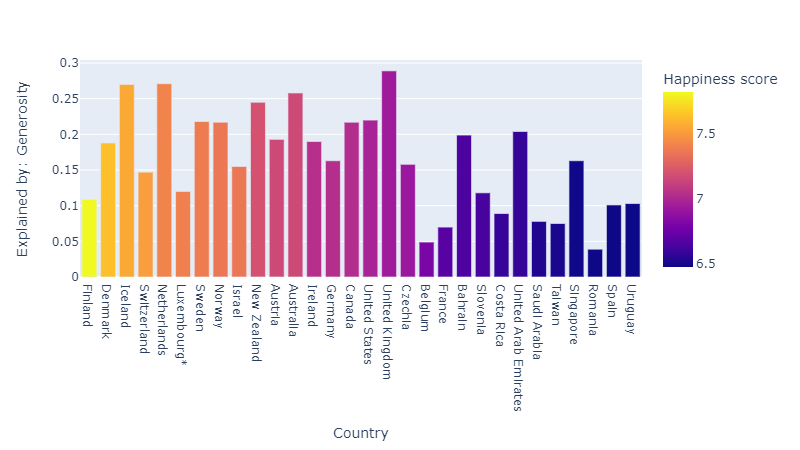 Happiness score
0.3
0.25
0.2
0.15
0.1
0.05
0
Explained by: Generosity
7.5
7
6.5
Finland
Denmark
Iceland
Switzerland
Netherlands
Luxembourg*
Sweden
Norway
Israel
New Zealand
Austria
Australia
Ireland
Germany
Canada
United States
United Kingdom
Czechia
Belgium
France
Bahrain
Slovenia
Costa Rica
United Arab Emirates
Saudi Arabia
Taiwan
Singapore
Romania
Spain
Uruguay
Country